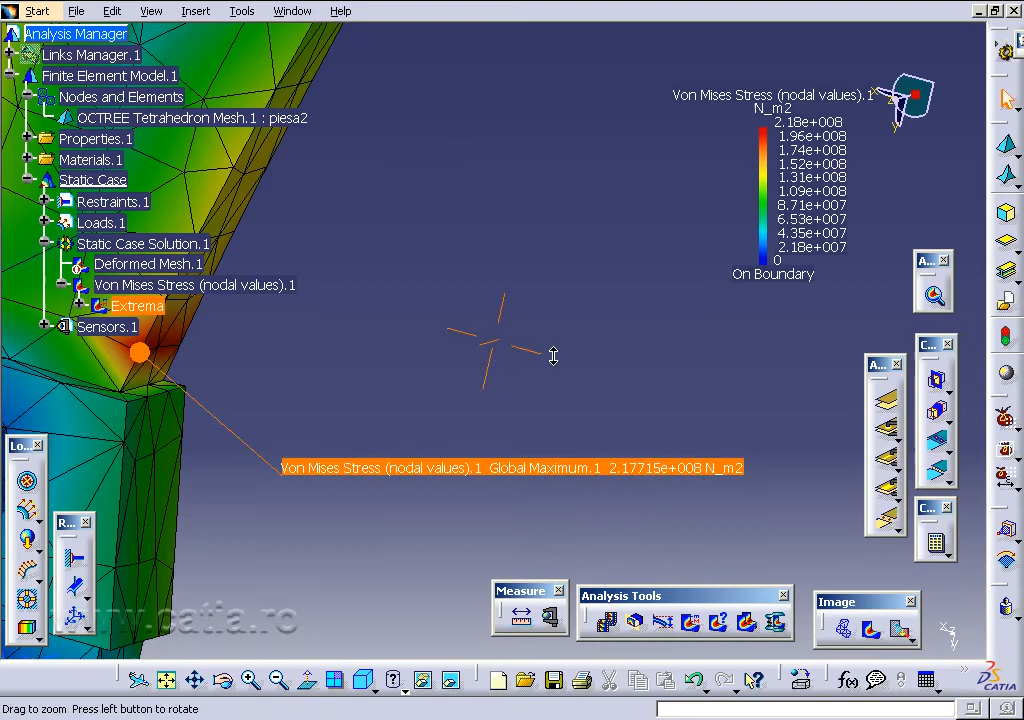 Start File Edit View Insert Tools Window Help
Analysis Manager
Links Manager.1
Finite Element Model.1
Nodes and Elements
OCTREE Tetrahedron Mesh.1 : piesa2
Properties.1
Materials.1
Static Case
Restraints.1
Loads.1
Static Case Solution.1
Deformed Mesh.1
Von Mises Stress (nodal values).1
Extrema
Sensors.1
Von Mises Stress (nodal values).1
N_m2
2.18e+008
1.96e+008
1.74e+008
1.52e+008
1.31e+008
1.09e+008
8.71e+007
6.53e+007
4.35e+007
2.18e+007
0
On Boundary
x
z
y
A...
C...
A...
Von Mises Stress (nodal values).1 Global Maximum.1 2.17715e+008 N_m2
Lo...
R...
C...
Measure
Analysis Tools
Image
www.catia.ro
x
z
y
f(x)
CATIA
Drag to zoom Press left button to rotate